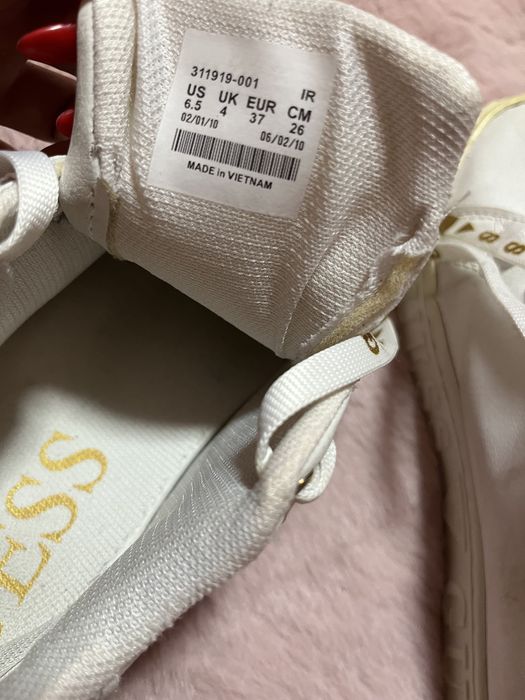 311919-001 IR
US UK EUR CM
6.5 4 37 26
02/01/10 06/02/10
MADE in VIETNAM
ESS